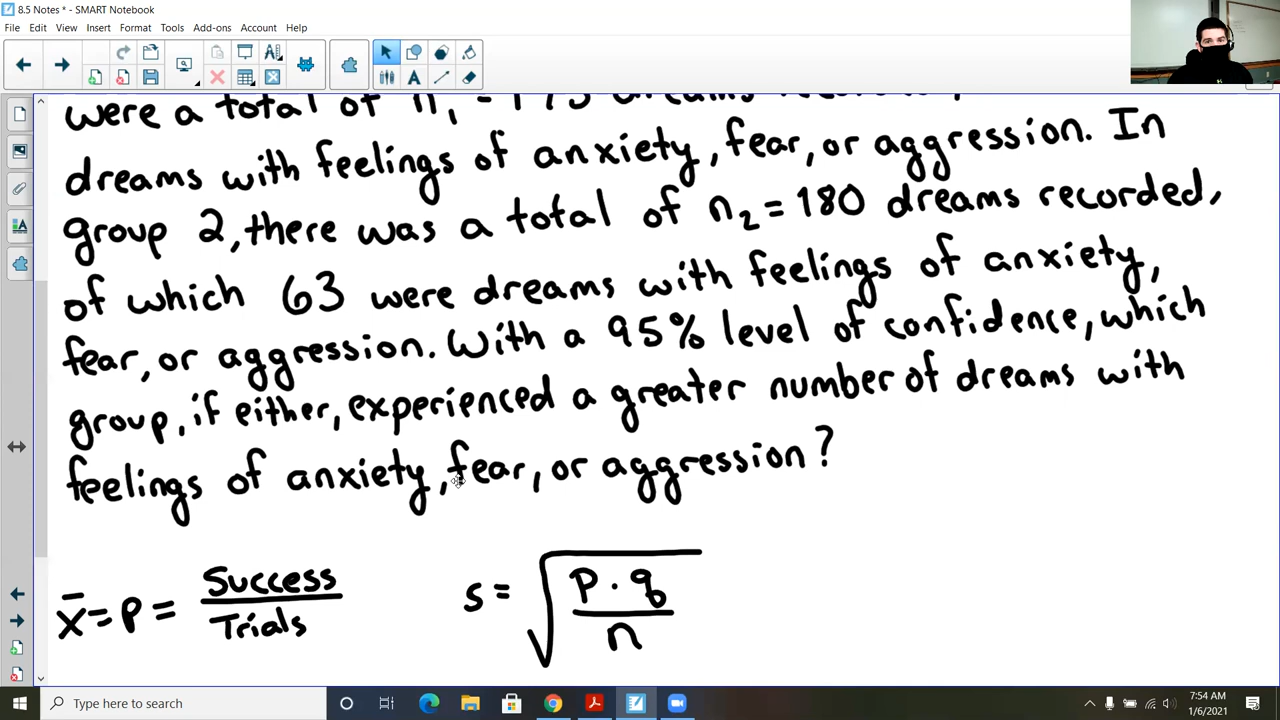 8.5 Notes * - SMART Notebook
File Edit View Insert Format Tools Add-ons Account Help
were a total of n₁ = 175 dreams
dreams with feelings of anxiety, fear, or aggression. In
group 2, there was a total of n₂ = 180 dreams recorded,
of which 63 were dreams with feelings of anxiety,
fear, or aggression. With a 95% level of confidence, which
group, if either, experienced a greater number of dreams with
feelings of anxiety, fear, or aggression?
x̄ = p = Success / Trials
s = √(p · q / n)
Type here to search
7:54 AM
1/6/2021